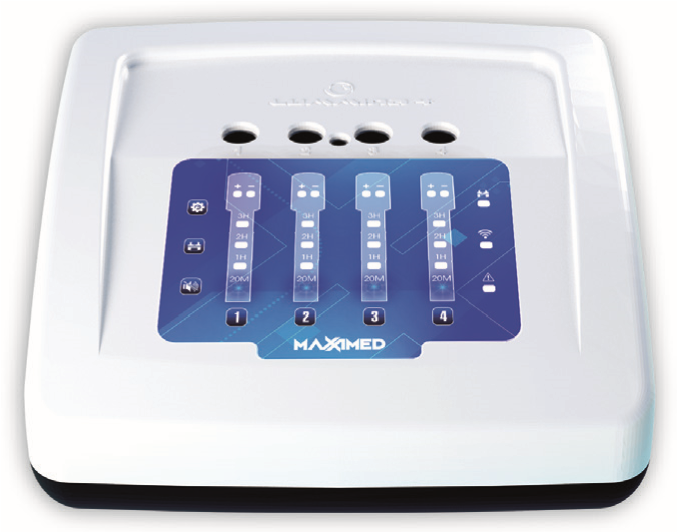 1 2 3 4
+ − + − + − + −
3H 3H 3H 3H
2H 2H 2H 2H
1H 1H 1H 1H
20M 20M 20M 20M
1 2 3 4
MAXXIMED